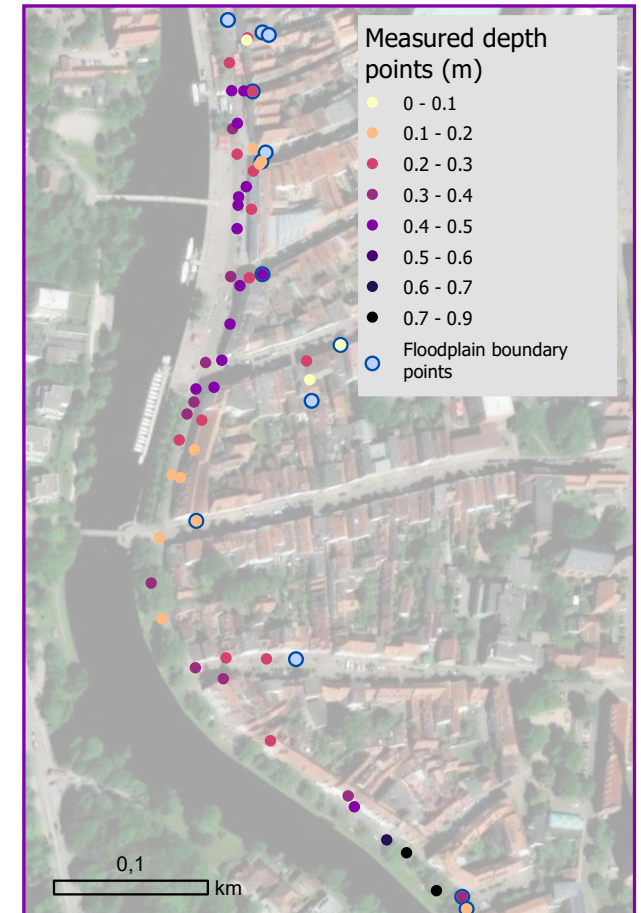 Measured depth
points (m)
0 - 0.1
0.1 - 0.2
0.2 - 0.3
0.3 - 0.4
0.4 - 0.5
0.5 - 0.6
0.6 - 0.7
0.7 - 0.9
Floodplain boundary
points
0,1
km